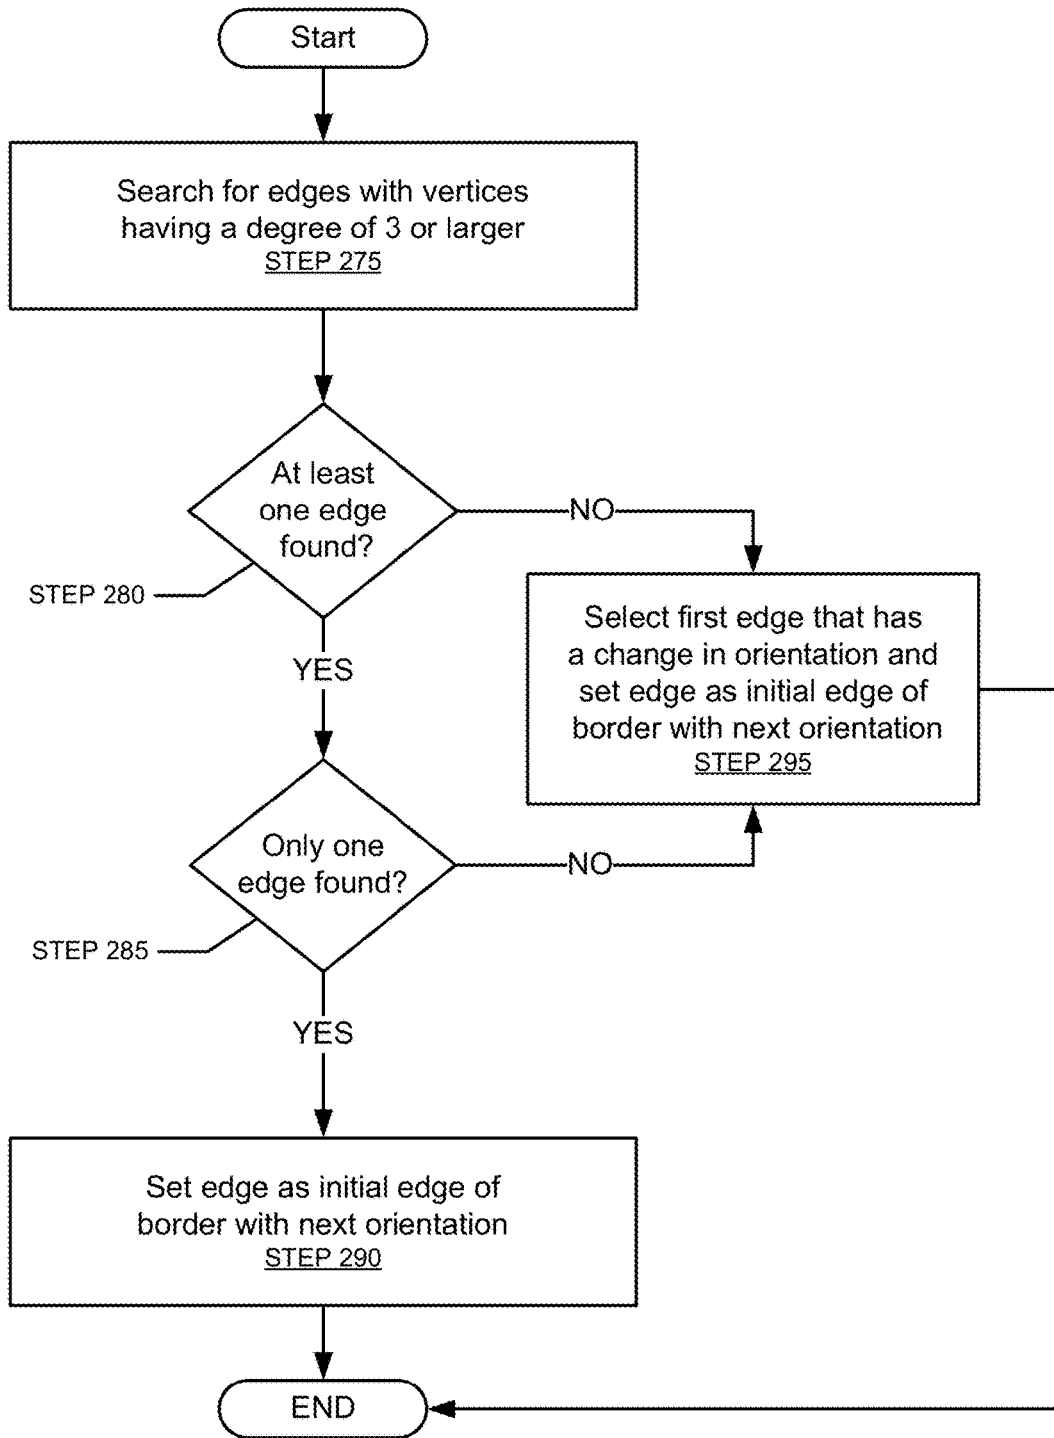 Start
Search for edges with vertices
having a degree of 3 or larger
STEP 275
At least
one edge
found?
NO
STEP 280
YES
Select first edge that has
a change in orientation and
set edge as initial edge of
border with next orientation
STEP 295
Only one
edge found?
NO
STEP 285
YES
Set edge as initial edge of
border with next orientation
STEP 290
END